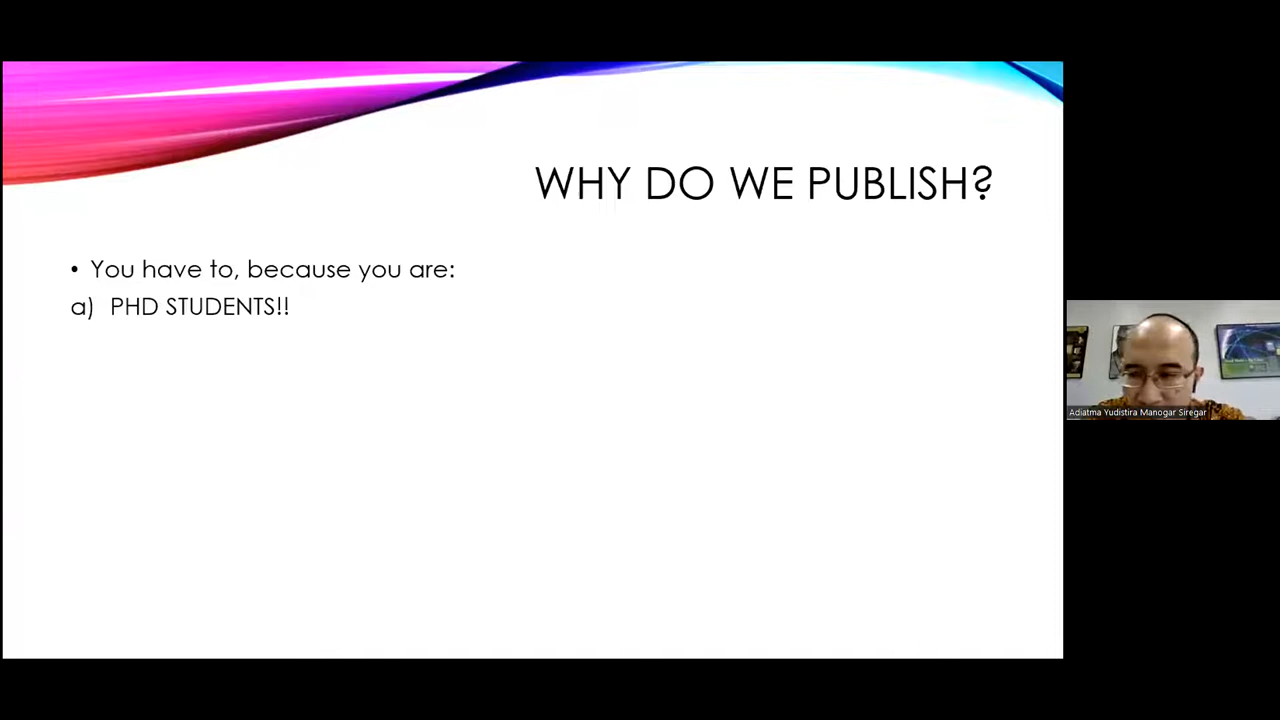 WHY DO WE PUBLISH?
• You have to, because you are:
a) PHD STUDENTS!!
Adiatma Yudistira Manogar Siregar